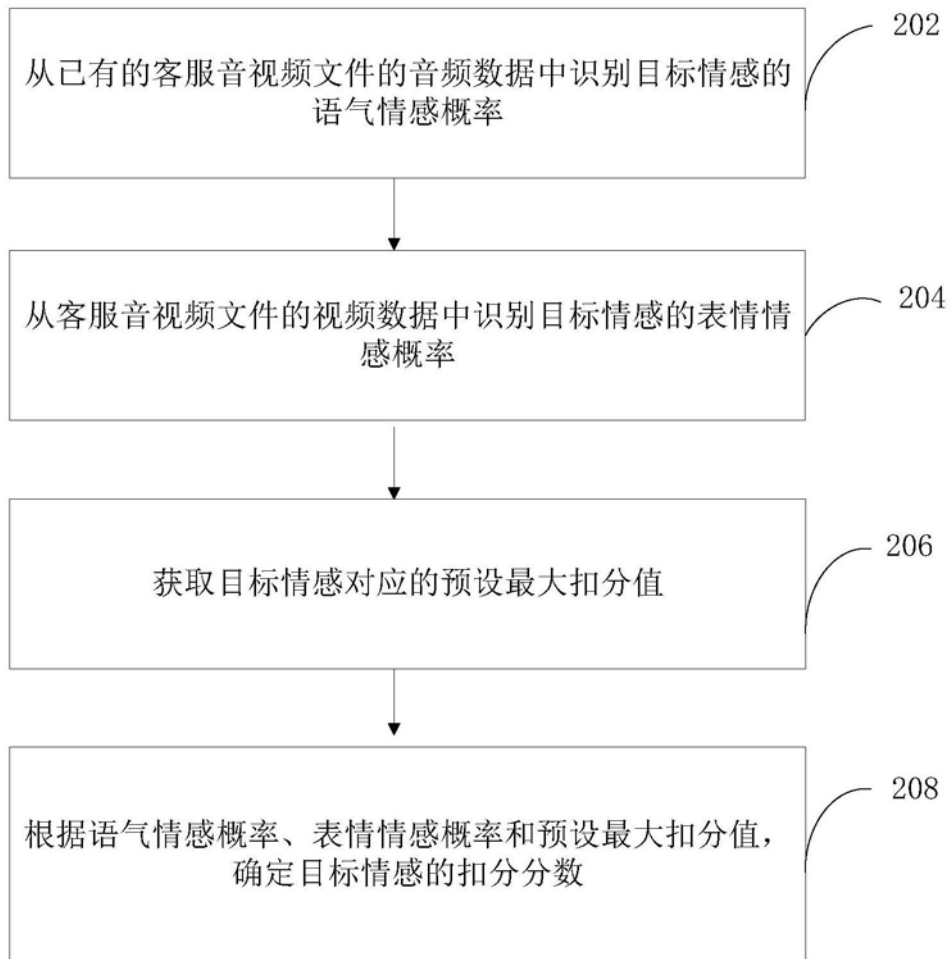 202
从已有的客服音视频文件的音频数据中识别目标情感的
语气情感概率
204
从客服音视频文件的视频数据中识别目标情感的表情情
感概率
206
获取目标情感对应的预设最大扣分值
208
根据语气情感概率、表情情感概率和预设最大扣分值，
确定目标情感的扣分分数